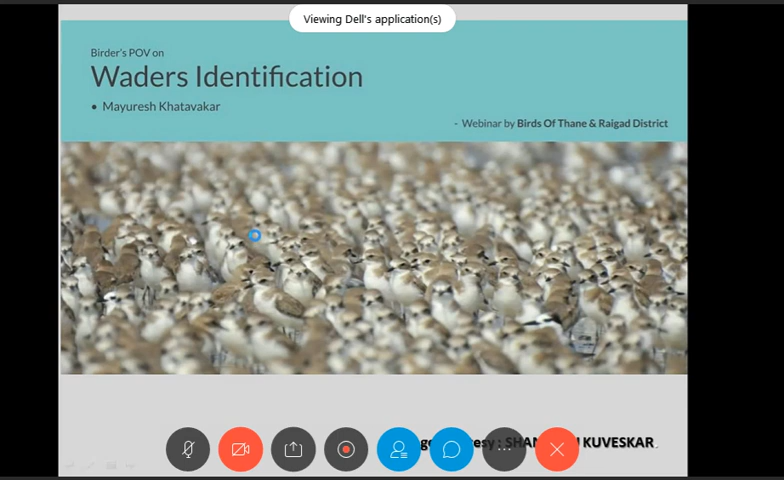 Viewing Dell's application(s)
Birder's POV on
Waders Identification
• Mayuresh Khatavakar
- Webinar by Birds Of Thane & Raigad District
KUVESKAR